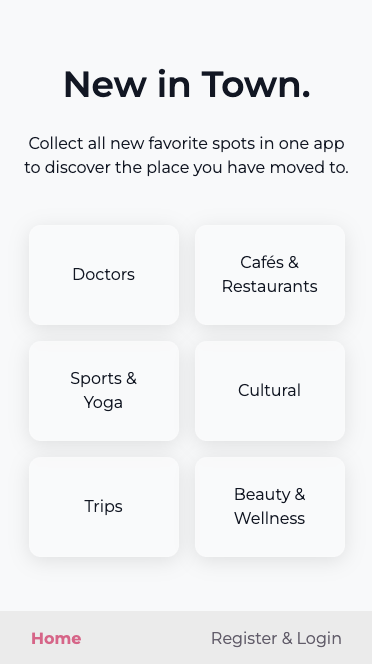 New in Town.
Collect all new favorite spots in one app
to discover the place you have moved to.
Doctors
Cafés &
Restaurants
Sports &
Yoga
Cultural
Trips
Beauty &
Wellness
Home
Register & Login